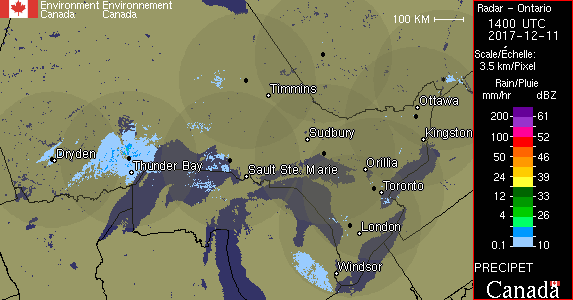 Environment Environnement
Canada Canada
100 KM
Timmins
Ottawa
Sudbury
Kingston
Dryden
Thunder Bay
Sault Ste. Marie
Orillia
Toronto
London
Windsor
Radar - Ontario
1400 UTC
2017-12-11
Scale/Échelle:
3.5 km/Pixel
Rain/Pluie
mm/hr dBZ
200 61
100 52
50 46
24 39
12 33
4 26
0.1 10
PRECIPET
Canada